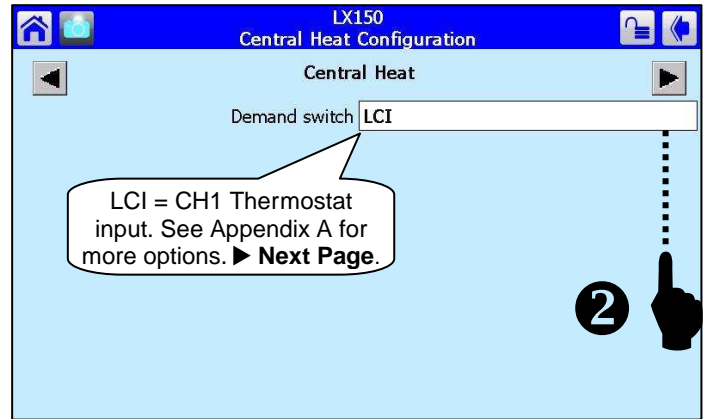 LX150
Central Heat Configuration
Central Heat
Demand switch LCI
LCI = CH1 Thermostat
input. See Appendix A for
more options. ▶ Next Page.
2